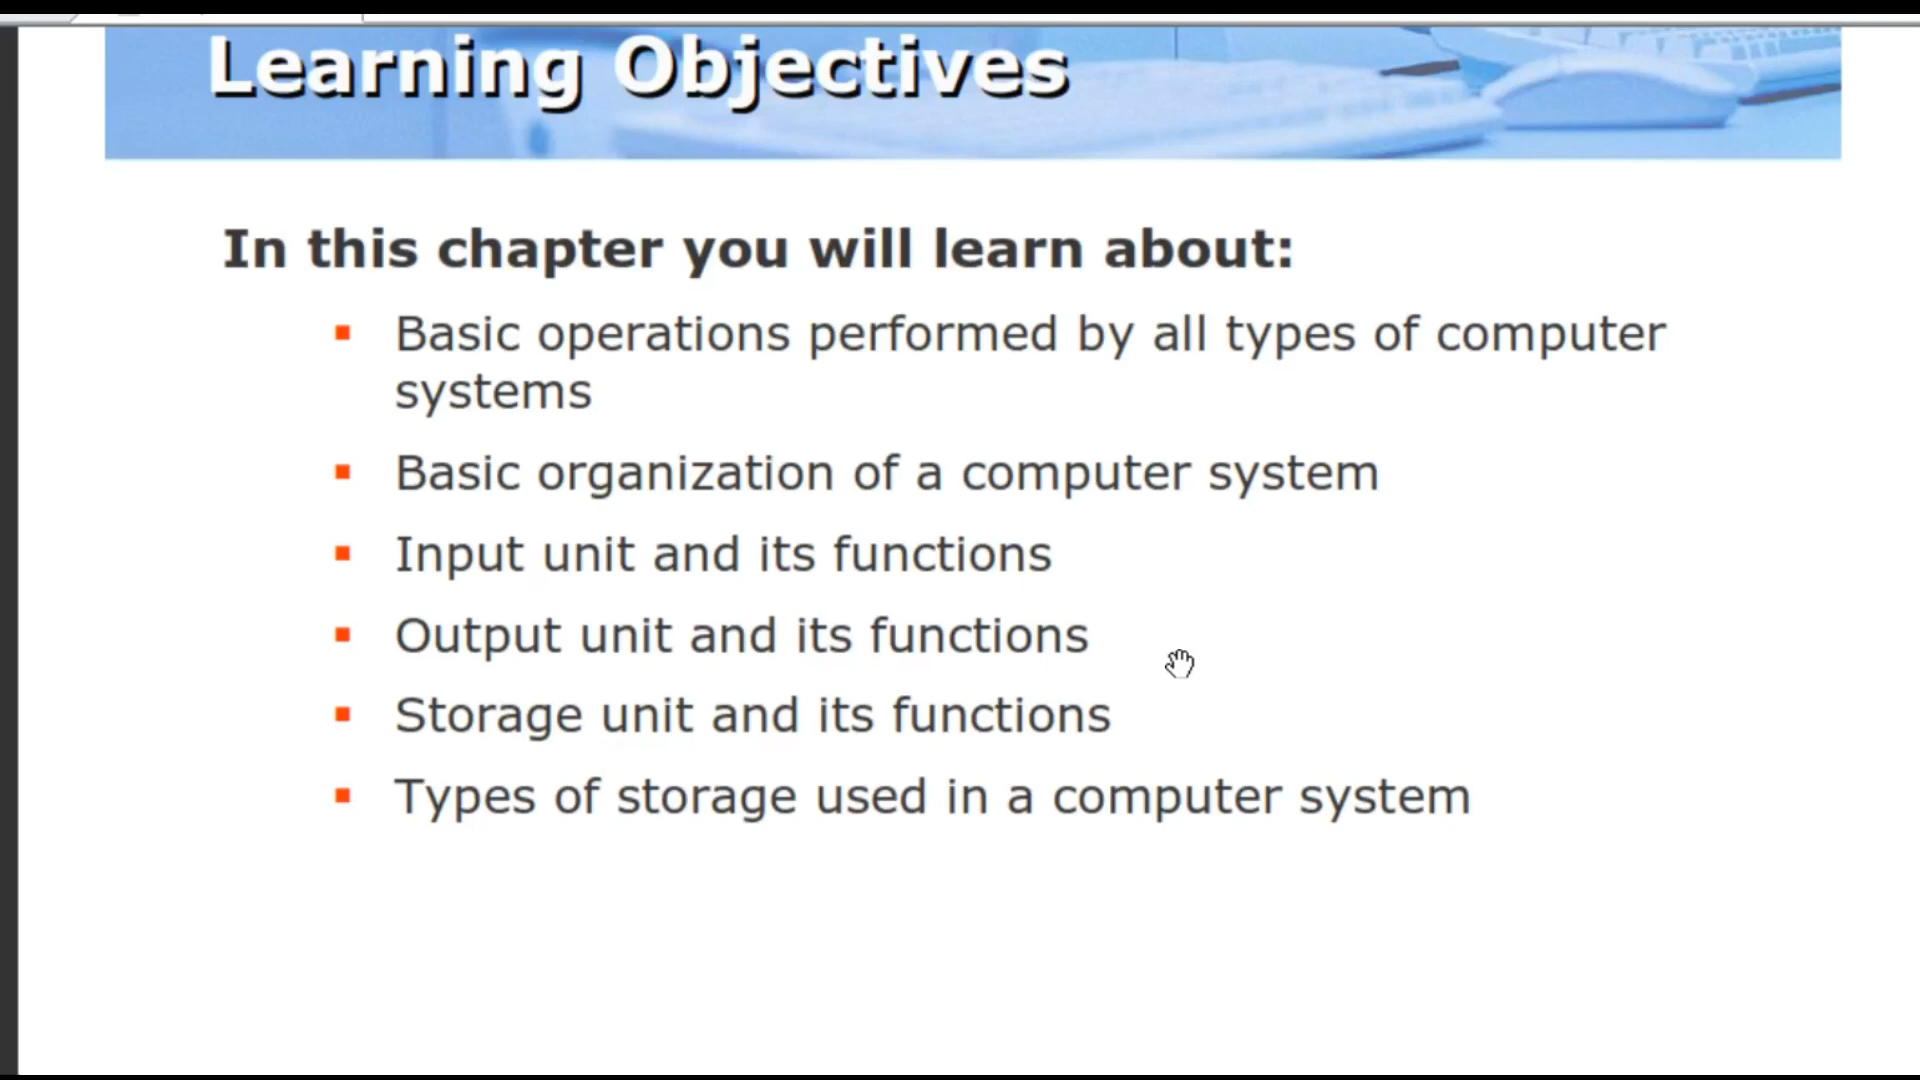 Learning Objectives
In this chapter you will learn about:
Basic operations performed by all types of computer
systems
Basic organization of a computer system
Input unit and its functions
Output unit and its functions
Storage unit and its functions
Types of storage used in a computer system